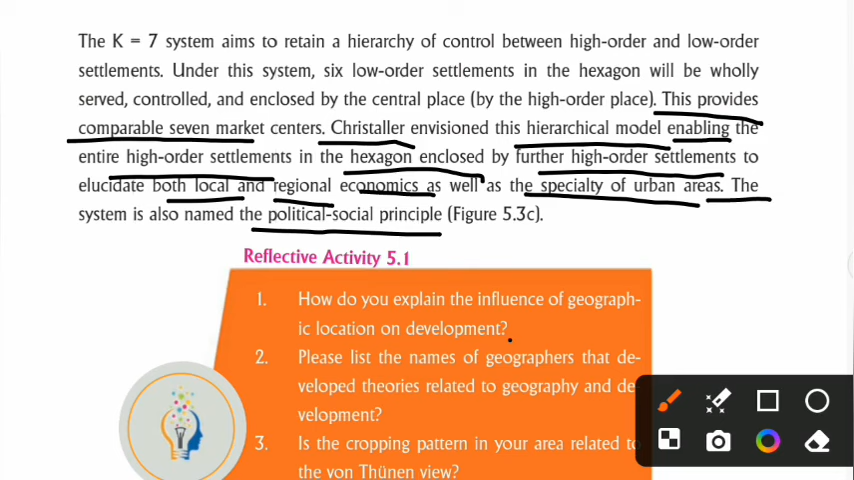 The K = 7 system aims to retain a hierarchy of control between high-order and low-order
settlements. Under this system, six low-order settlements in the hexagon will be wholly
served, controlled, and enclosed by the central place (by the high-order place). This provides
comparable seven market centers. Christaller envisioned this hierarchical model enabling the
entire high-order settlements in the hexagon enclosed by further high-order settlements to
elucidate both local and regional economics as well as the specialty of urban areas. The
system is also named the political-social principle (Figure 5.3c).
Reflective Activity 5.1
1. How do you explain the influence of geograph-
ic location on development?
2. Please list the names of geographers that de-
veloped theories related to geography and de-
velopment?
3. Is the cropping pattern in your area related to
the von Thünen view?